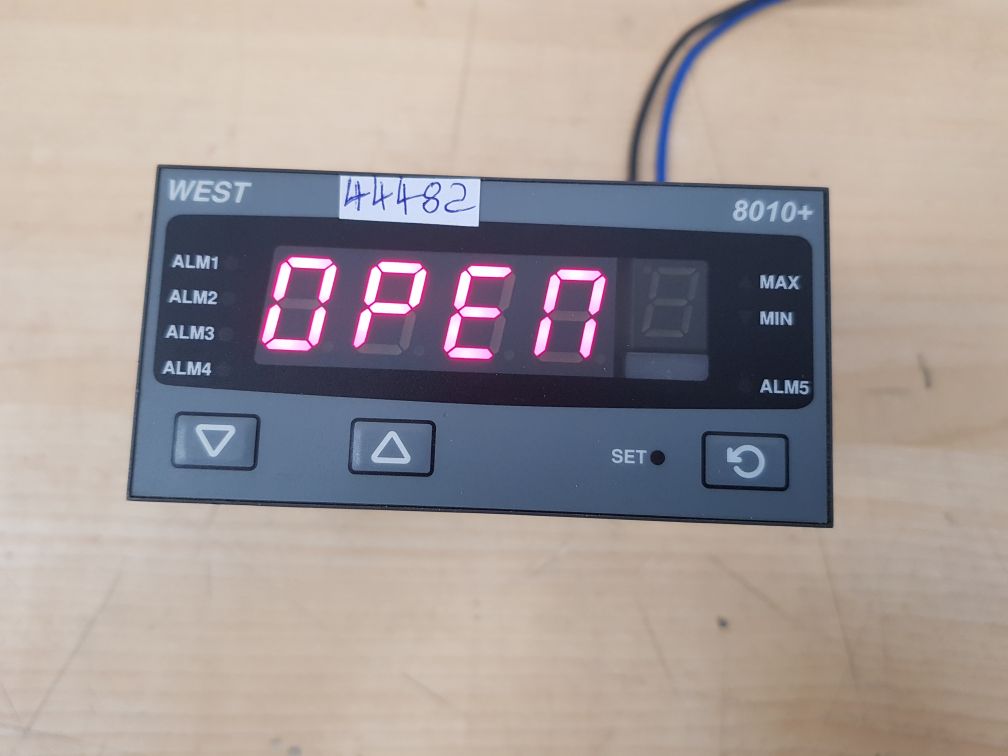 WEST
44482
8010+
ALM1
ALM2
ALM3
ALM4
OPEN
MAX
MIN
ALM5
SET